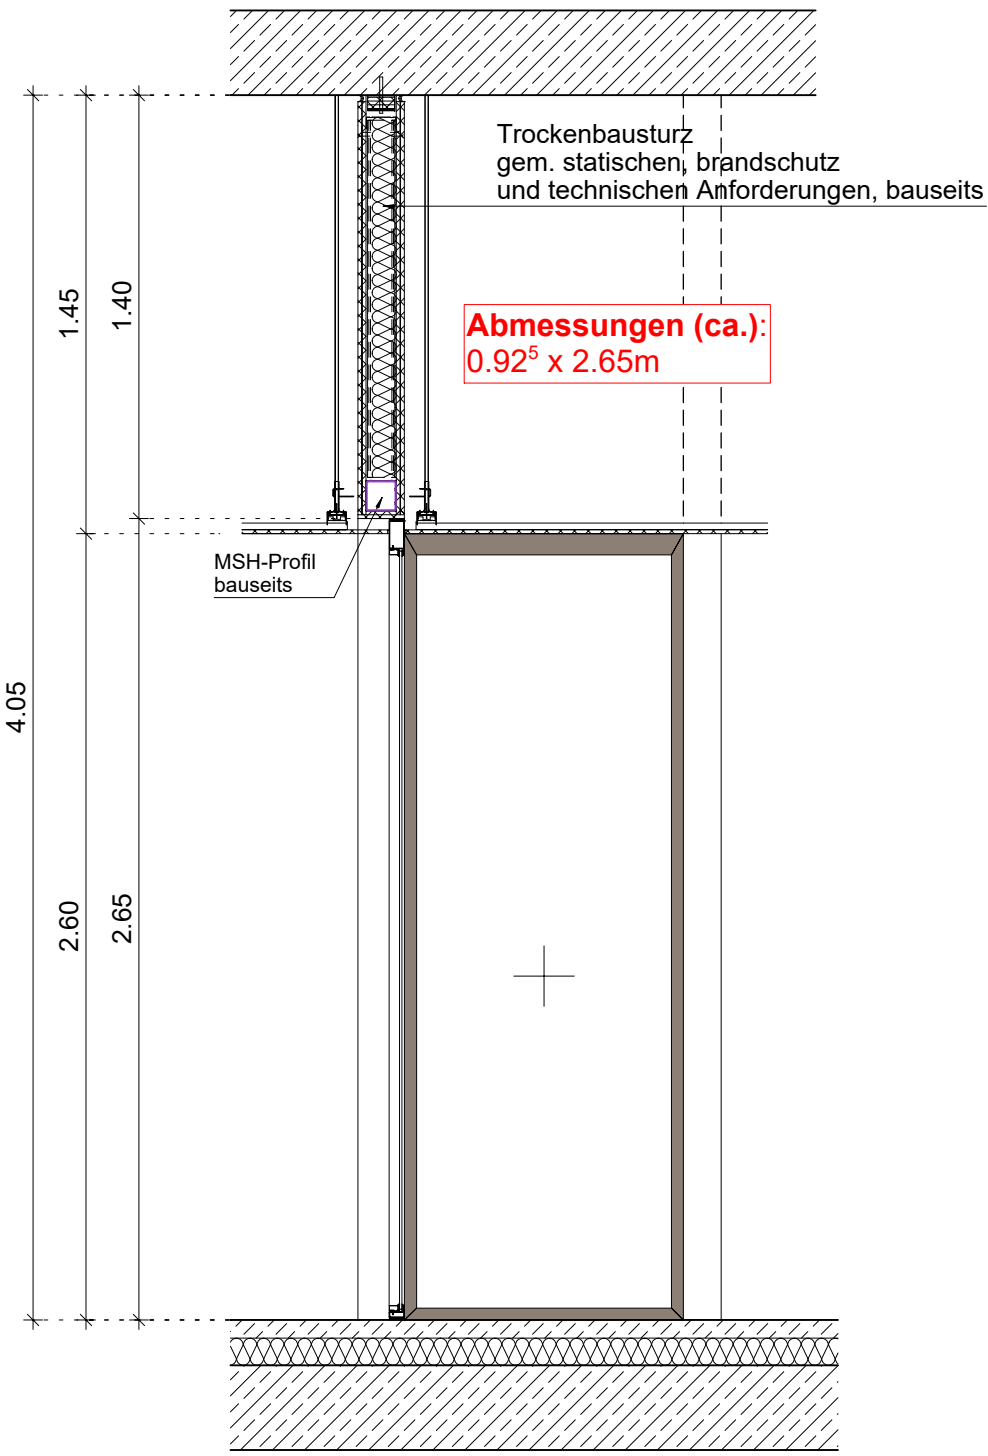 Trockenbausturz
gem. statischen, brandschutz
und technischen Anforderungen, bauseits
1.45
1.40
Abmessungen (ca.):
0.92⁵ x 2.65m
MSH-Profil
bauseits
4.05
2.60
2.65